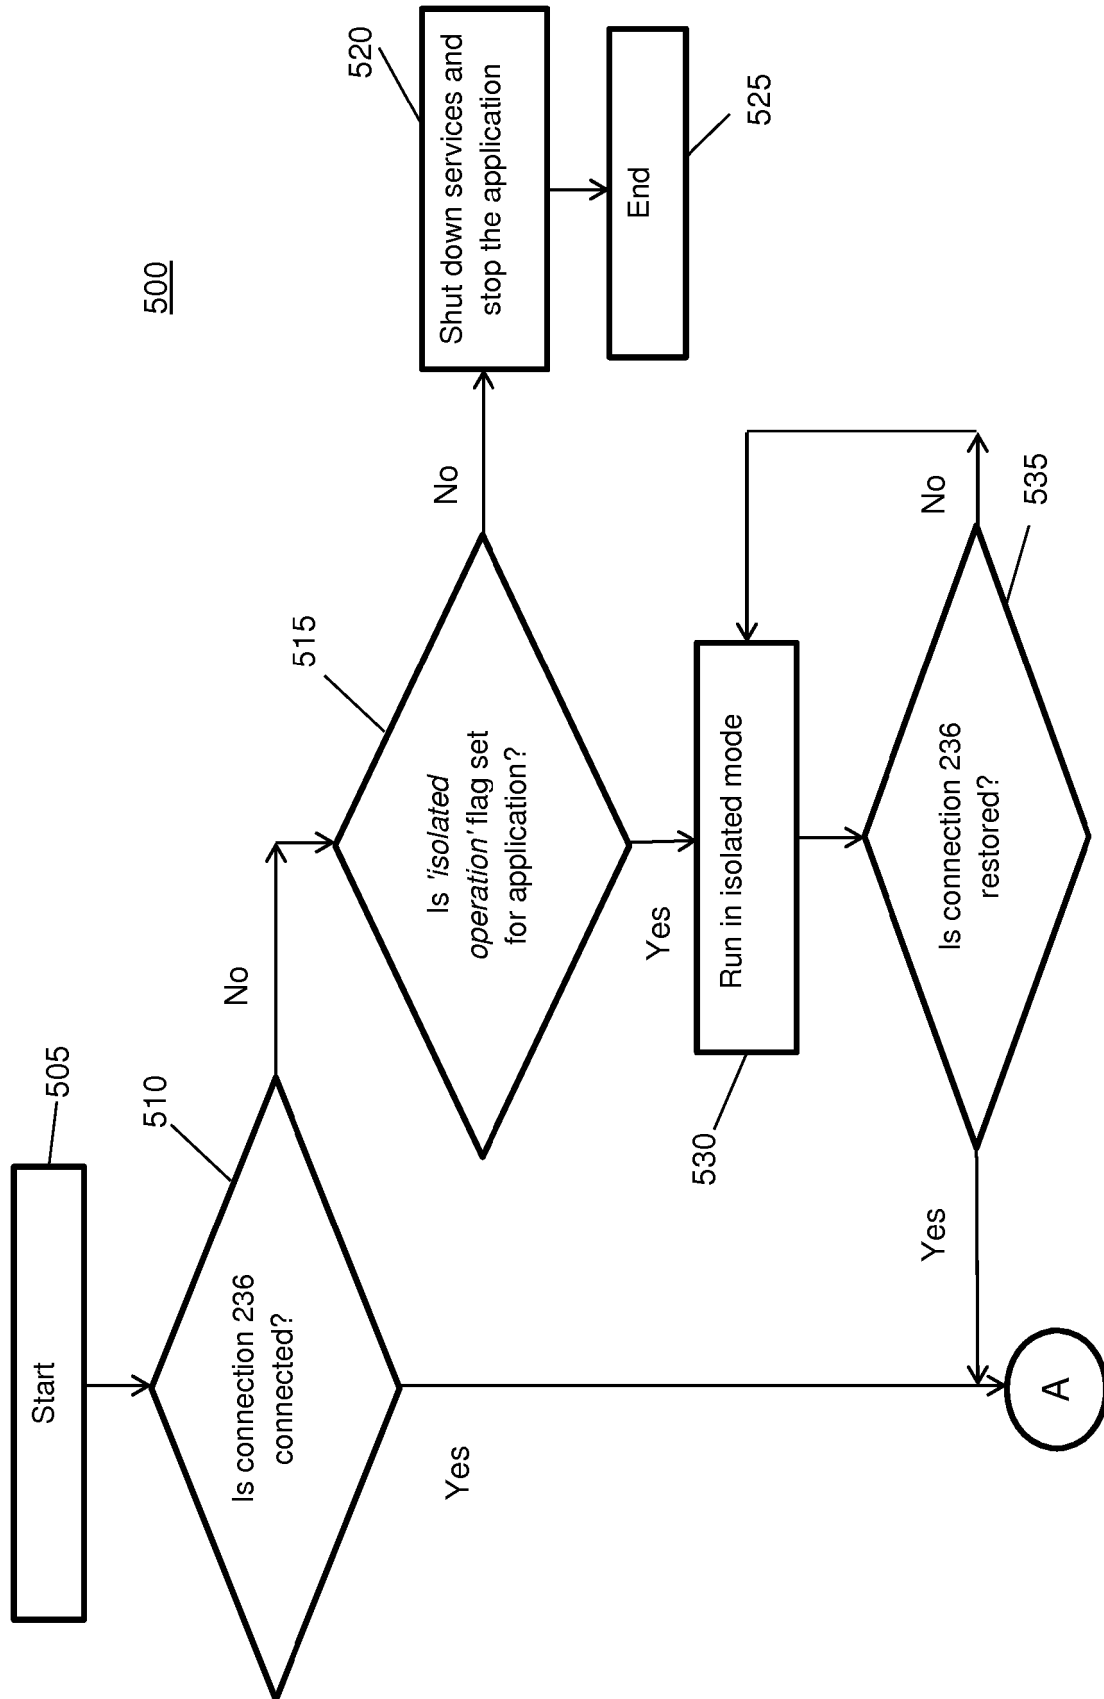 500
Start
505
Is connection 236
connected?
510
No
Yes
Is 'isolated
operation' flag set
for application?
515
No
Yes
Shut down services and
stop the application
520
End
525
Run in isolated mode
530
Is connection 236
restored?
535
No
Yes
A